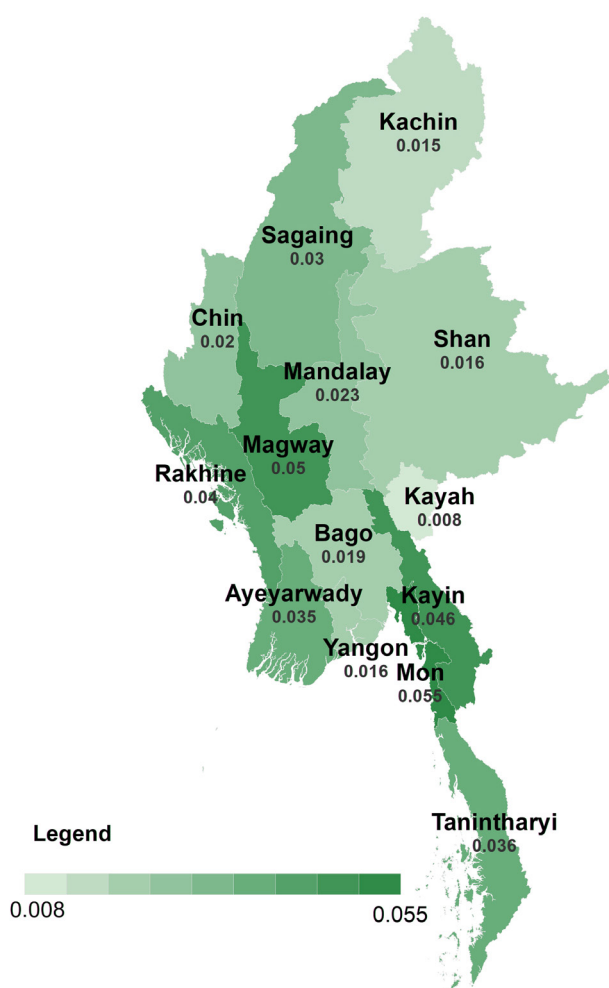 Kachin
0.015
Sagaing
0.03
Chin
0.02
Shan
0.016
Mandalay
0.023
Magway
0.05
Rakhine
0.04
Kayah
0.008
Bago
0.019
Ayeyarwady
0.035
Kayin
0.046
Yangon
0.016
Mon
0.055
Tanintharyi
0.036
Legend
0.008
0.055